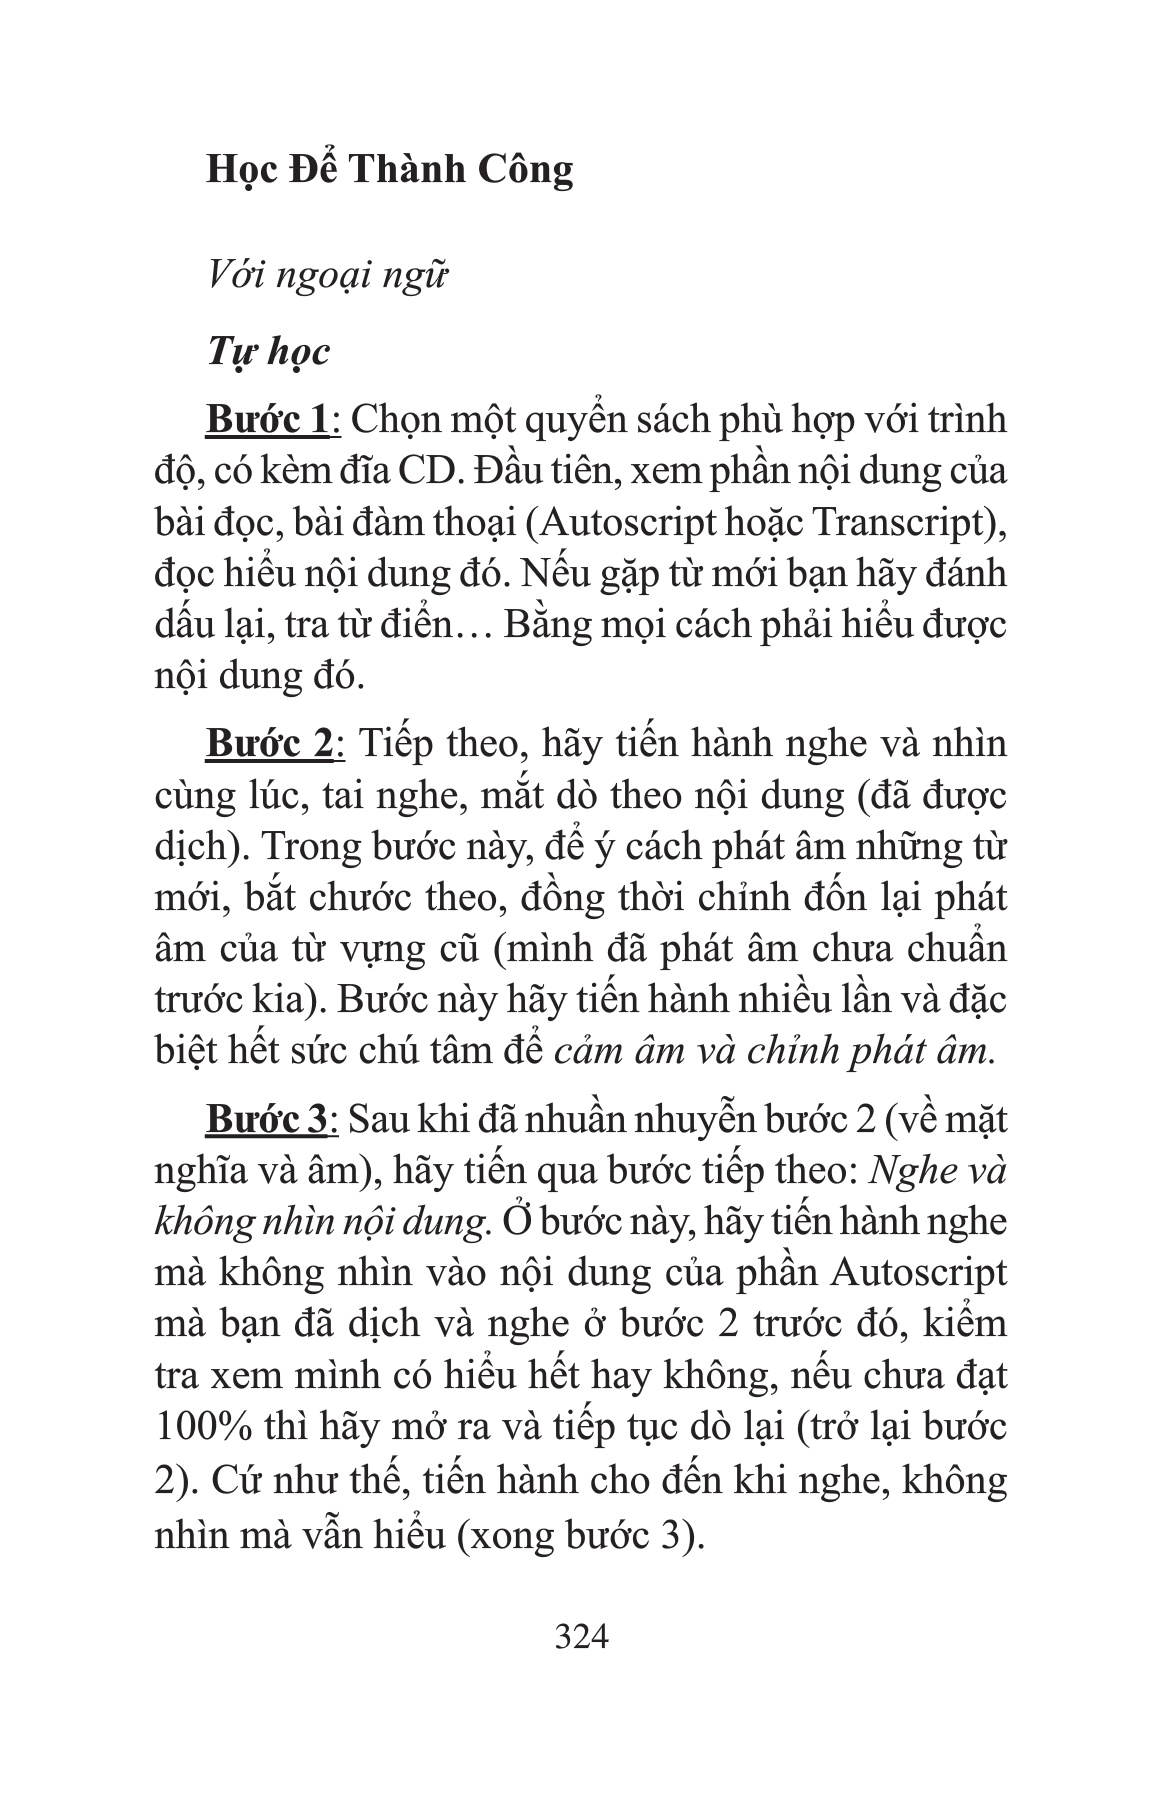 Học Để Thành Công
Với ngoại ngữ
Tự học
Bước 1: Chọn một quyển sách phù hợp với trình
độ, có kèm đĩa CD. Đầu tiên, xem phần nội dung của
bài đọc, bài đàm thoại (Autoscript hoặc Transcript),
đọc hiểu nội dung đó. Nếu gặp từ mới bạn hãy đánh
dấu lại, tra từ điển… Bằng mọi cách phải hiểu được
nội dung đó.
Bước 2: Tiếp theo, hãy tiến hành nghe và nhìn
cùng lúc, tai nghe, mắt dò theo nội dung (đã được
dịch). Trong bước này, để ý cách phát âm những từ
mới, bắt chước theo, đồng thời chỉnh đốn lại phát
âm của từ vựng cũ (mình đã phát âm chưa chuẩn
trước kia). Bước này hãy tiến hành nhiều lần và đặc
biệt hết sức chú tâm để cảm âm và chỉnh phát âm.
Bước 3: Sau khi đã nhuần nhuyễn bước 2 (về mặt
nghĩa và âm), hãy tiến qua bước tiếp theo: Nghe và
không nhìn nội dung. Ở bước này, hãy tiến hành nghe
mà không nhìn vào nội dung của phần Autoscript
mà bạn đã dịch và nghe ở bước 2 trước đó, kiểm
tra xem mình có hiểu hết hay không, nếu chưa đạt
100% thì hãy mở ra và tiếp tục dò lại (trở lại bước
2). Cứ như thế, tiến hành cho đến khi nghe, không
nhìn mà vẫn hiểu (xong bước 3).
324